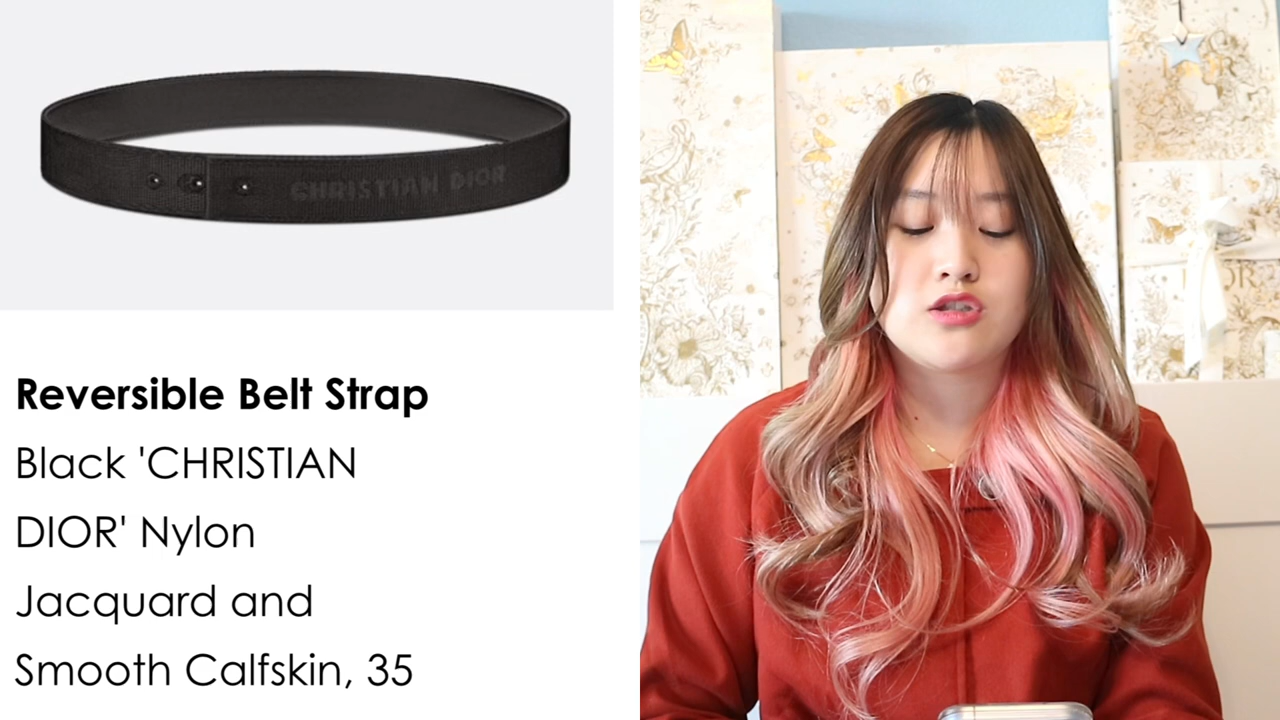 CHRISTIAN DIOR
Reversible Belt Strap
Black 'CHRISTIAN
DIOR' Nylon
Jacquard and
Smooth Calfskin, 35